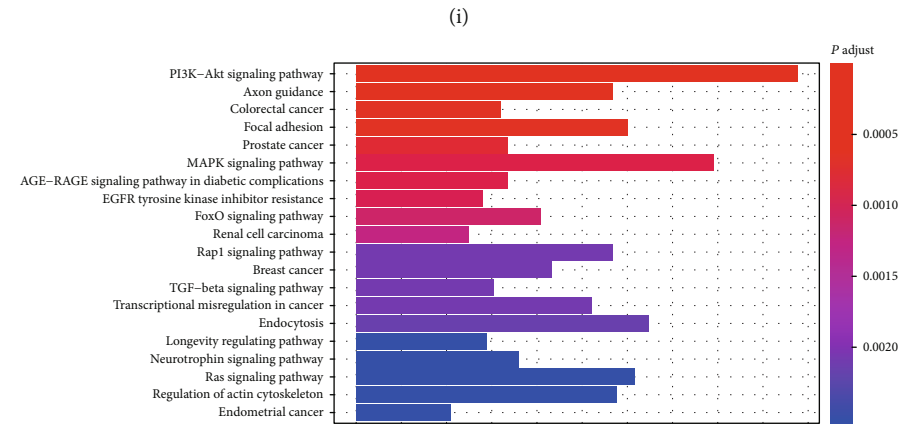 (i)
P adjust
PI3K−Akt signaling pathway
Axon guidance
Colorectal cancer
Focal adhesion
Prostate cancer
MAPK signaling pathway
AGE−RAGE signaling pathway in diabetic complications
EGFR tyrosine kinase inhibitor resistance
FoxO signaling pathway
Renal cell carcinoma
Rap1 signaling pathway
Breast cancer
TGF−beta signaling pathway
Transcriptional misregulation in cancer
Endocytosis
Longevity regulating pathway
Neurotrophin signaling pathway
Ras signaling pathway
Regulation of actin cytoskeleton
Endometrial cancer
0.0005
0.0010
0.0015
0.0020